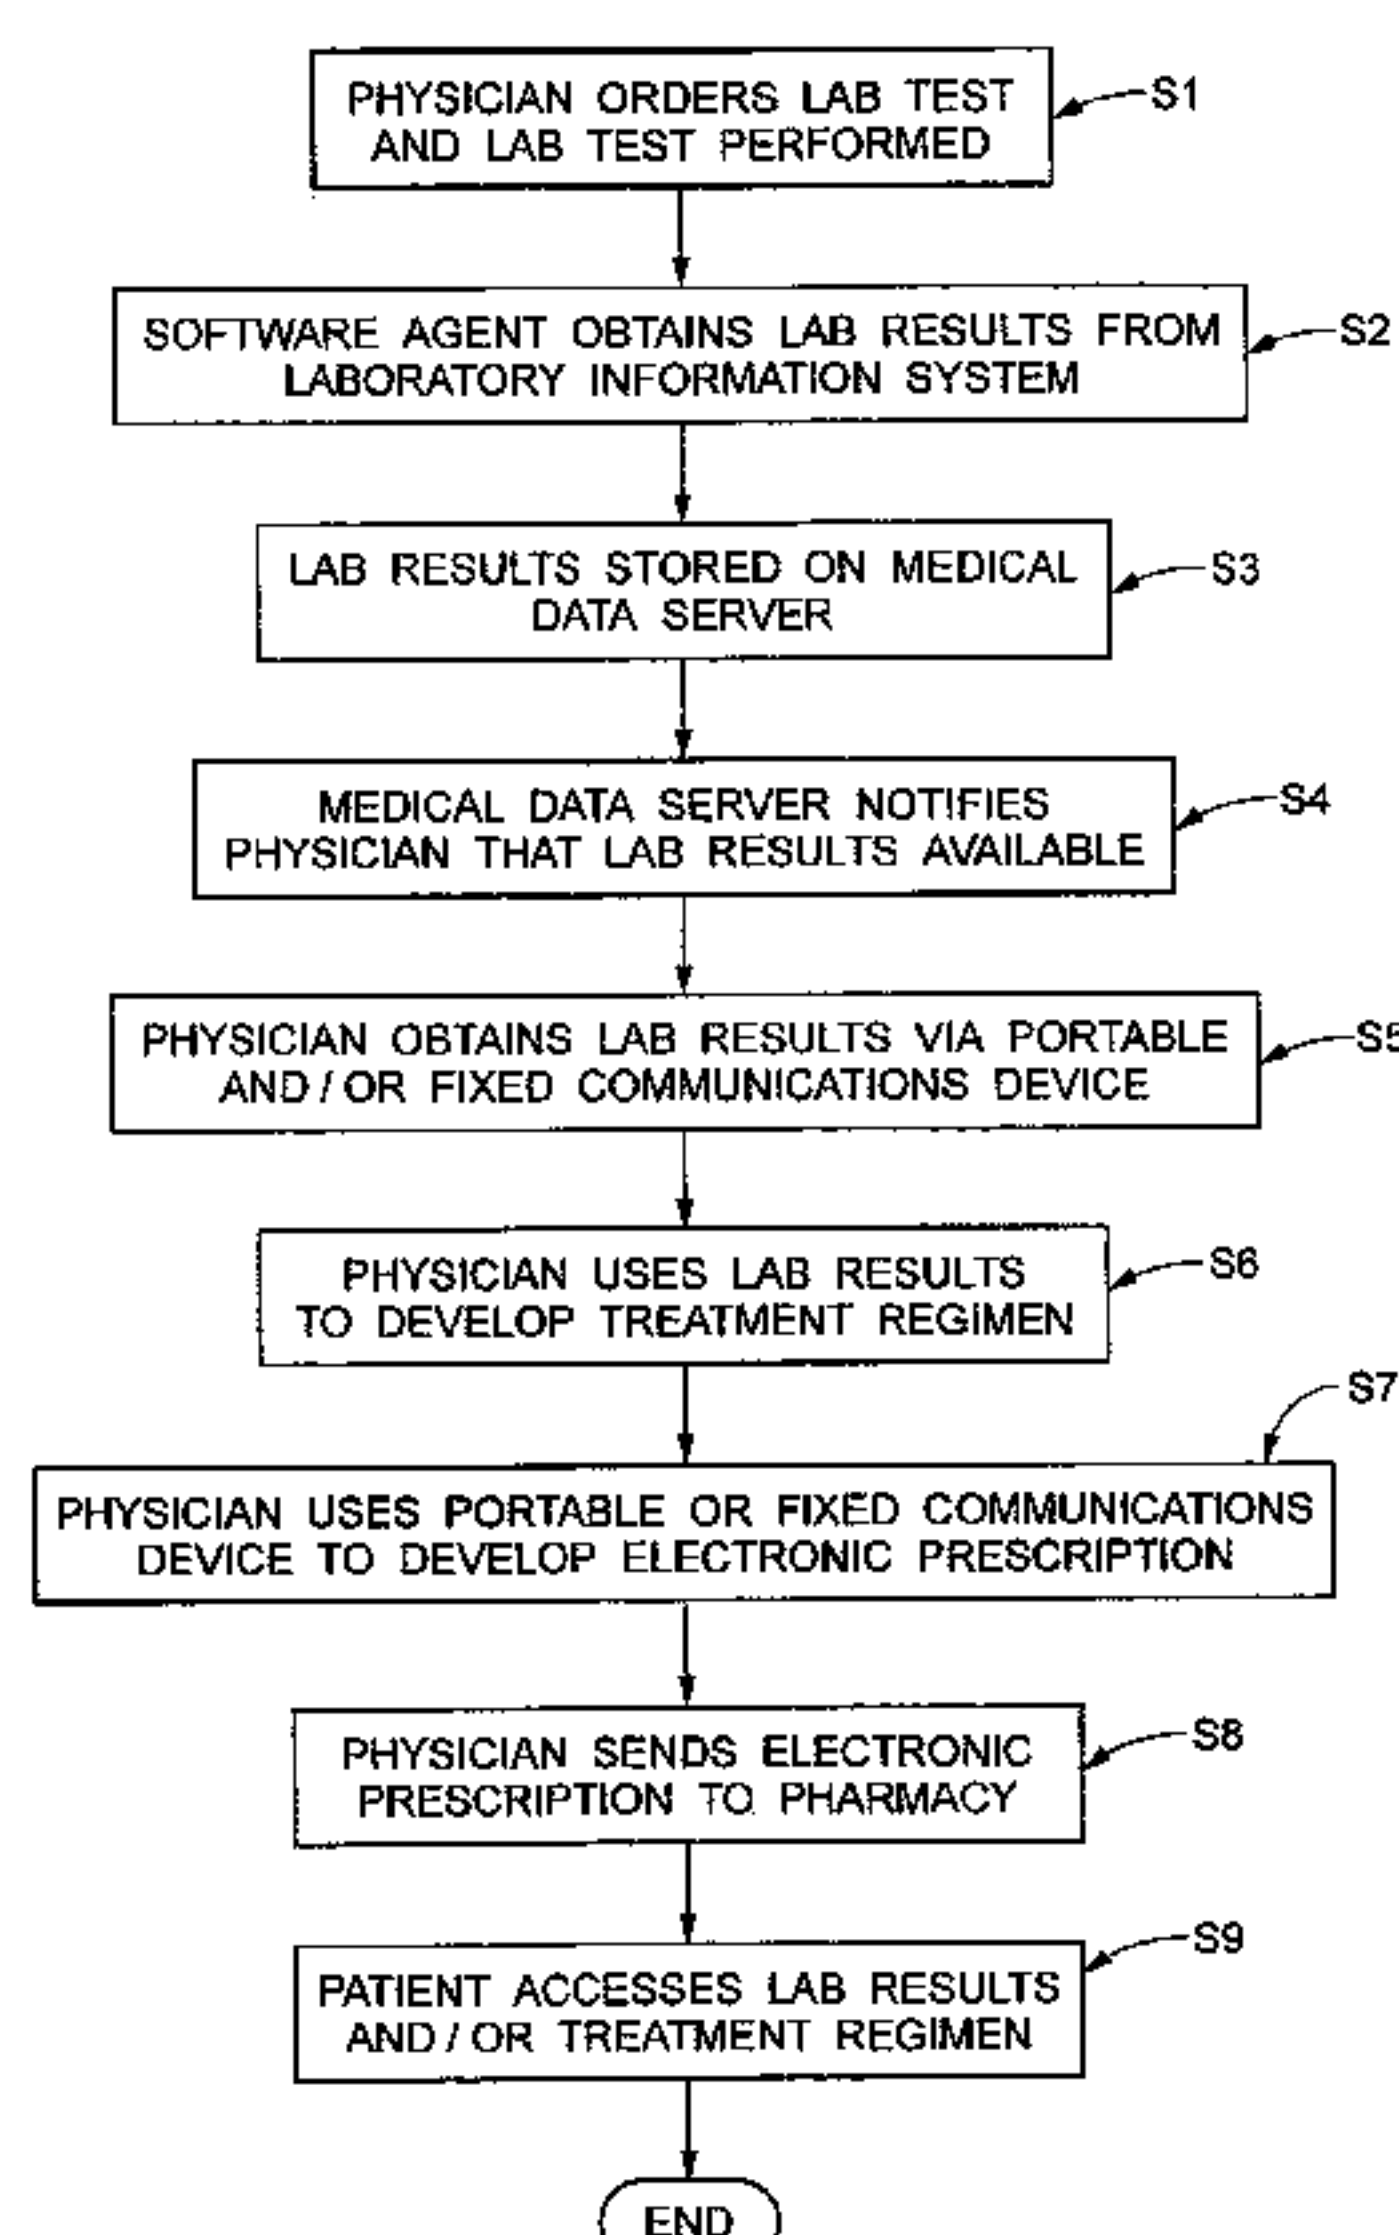 PHYSICIAN ORDERS LAB TEST
AND LAB TEST PERFORMED
S1
SOFTWARE AGENT OBTAINS LAB RESULTS FROM
LABORATORY INFORMATION SYSTEM
S2
LAB RESULTS STORED ON MEDICAL
DATA SERVER
S3
MEDICAL DATA SERVER NOTIFIES
PHYSICIAN THAT LAB RESULTS AVAILABLE
S4
PHYSICIAN OBTAINS LAB RESULTS VIA PORTABLE
AND / OR FIXED COMMUNICATIONS DEVICE
S5
PHYSICIAN USES LAB RESULTS
TO DEVELOP TREATMENT REGIMEN
S6
S7
PHYSICIAN USES PORTABLE OR FIXED COMMUNICATIONS
DEVICE TO DEVELOP ELECTRONIC PRESCRIPTION
PHYSICIAN SENDS ELECTRONIC
PRESCRIPTION TO PHARMACY
S8
PATIENT ACCESSES LAB RESULTS
AND / OR TREATMENT REGIMEN
S9
END